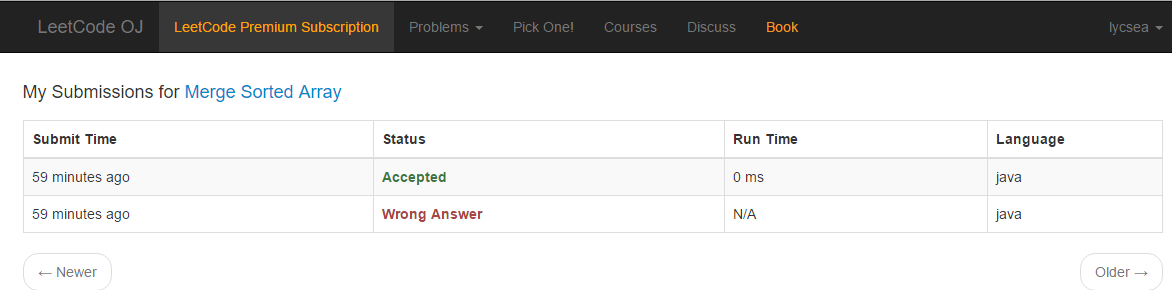 LeetCode OJ LeetCode Premium Subscription Problems Pick One! Courses Discuss Book lycsea
My Submissions for Merge Sorted Array
Submit Time Status Run Time Language
59 minutes ago Accepted 0 ms java
59 minutes ago Wrong Answer N/A java
← Newer Older →